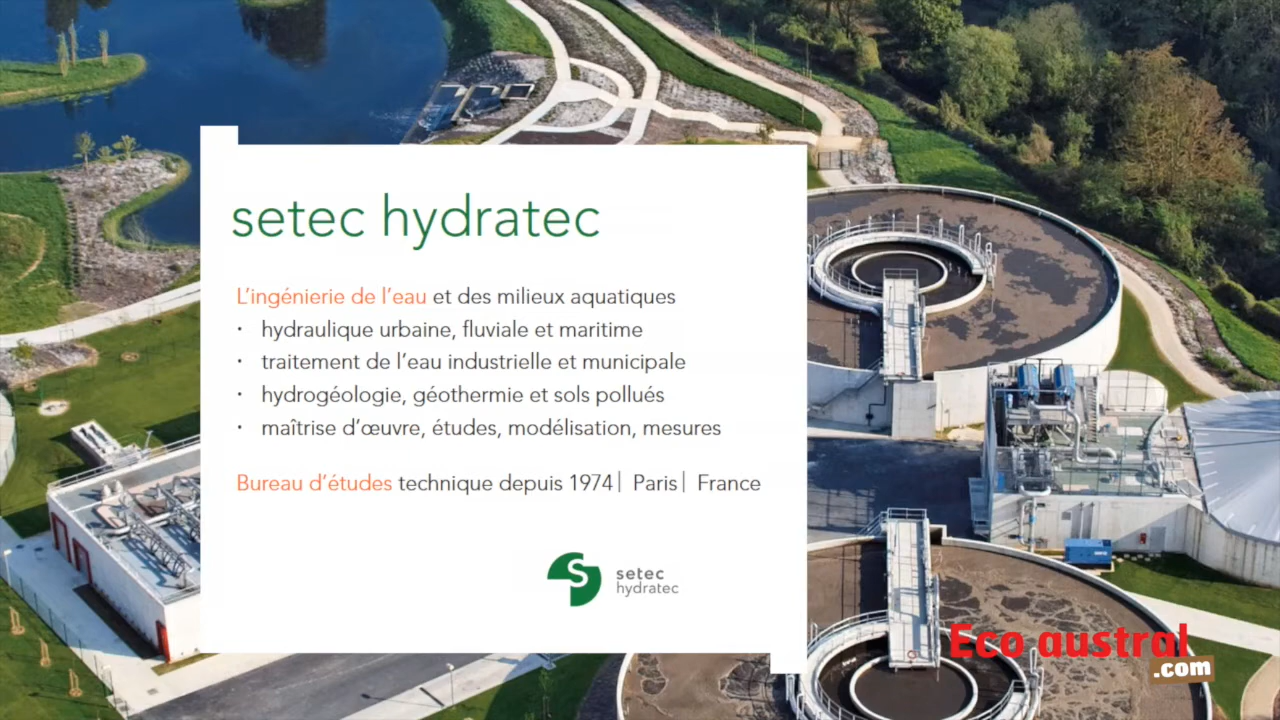 setec hydratec
L'ingénierie de l'eau et des milieux aquatiques
· hydraulique urbaine, fluviale et maritime
· traitement de l'eau industrielle et municipale
· hydrogéologie, géothermie et sols pollués
· maîtrise d'œuvre, études, modélisation, mesures
Bureau d'études technique depuis 1974| Paris| France
S
setec
hydratec
Eco austral
.com